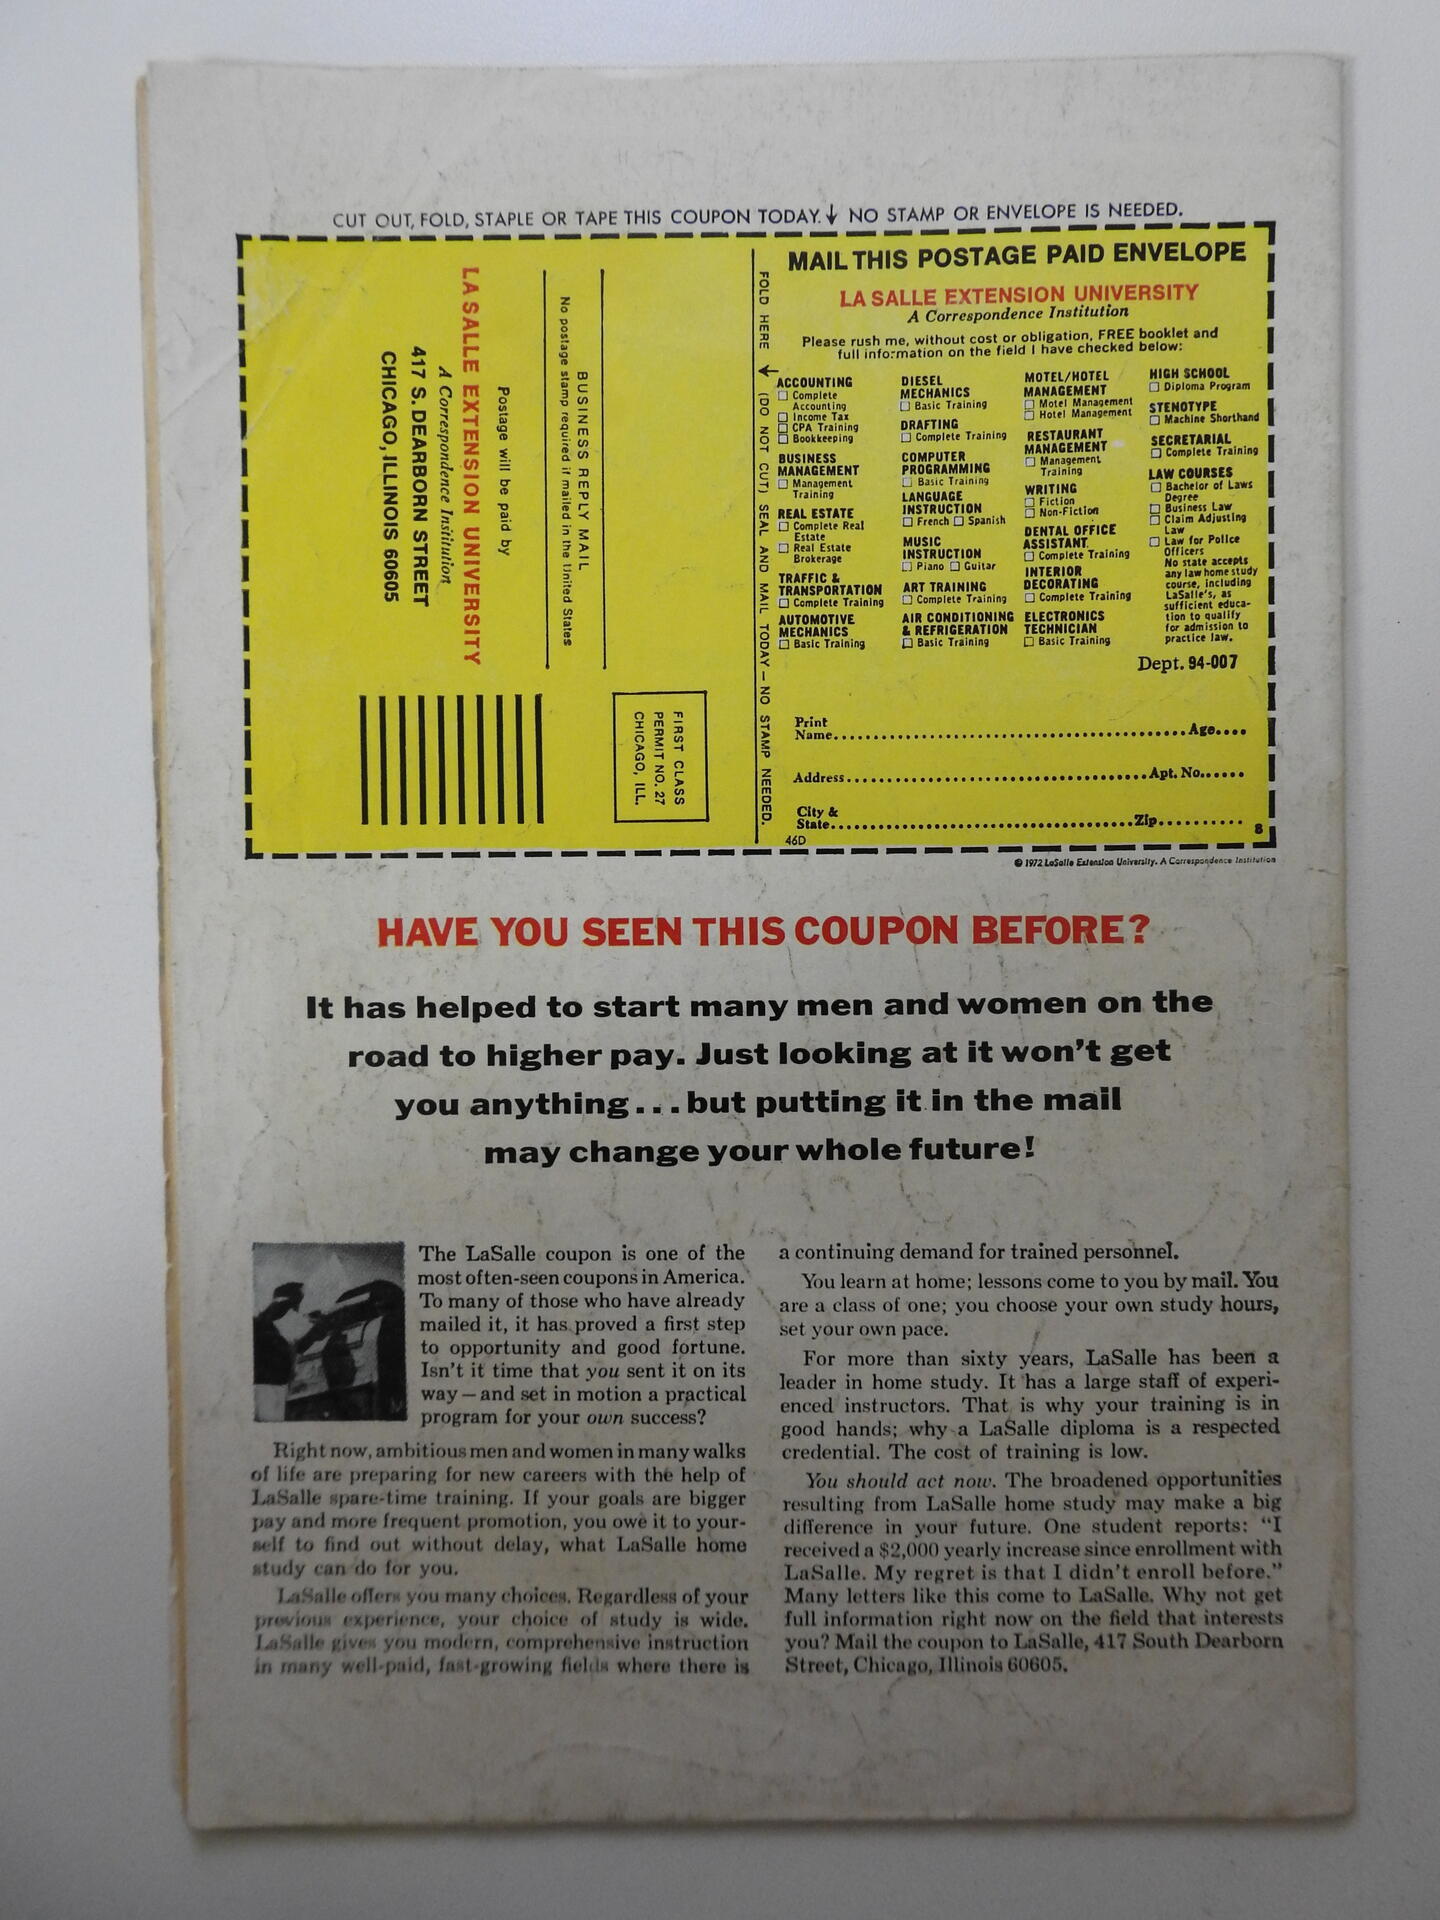 CUT OUT, FOLD, STAPLE OR TAPE THIS COUPON TODAY. ↓ NO STAMP OR ENVELOPE IS NEEDED.
BUSINESS REPLY MAIL
No postage stamp required if mailed in the United States
Postage will be paid by
LA SALLE EXTENSION UNIVERSITY
A Correspondence Institution
417 S. DEARBORN STREET
CHICAGO, ILLINOIS 60605
FIRST CLASS
PERMIT NO. 27
CHICAGO, ILL.
FOLD HERE (DO NOT CUT) SEAL AND MAIL TODAY — NO STAMP NEEDED.
MAIL THIS POSTAGE PAID ENVELOPE
LA SALLE EXTENSION UNIVERSITY
A Correspondence Institution
Please rush me, without cost or obligation, FREE booklet and
full information on the field I have checked below:
ACCOUNTING
☐ Complete
Accounting
☐ Income Tax
☐ CPA Training
☐ Bookkeeping
BUSINESS
MANAGEMENT
☐ Management
Training
REAL ESTATE
☐ Complete Real
Estate
☐ Real Estate
Brokerage
TRAFFIC &
TRANSPORTATION
☐ Complete Training
AUTOMOTIVE
MECHANICS
☐ Basic Training
DIESEL
MECHANICS
☐ Basic Training
DRAFTING
☐ Complete Training
COMPUTER
PROGRAMMING
☐ Basic Training
LANGUAGE
INSTRUCTION
☐ French ☐ Spanish
MUSIC
INSTRUCTION
☐ Piano ☐ Guitar
ART TRAINING
☐ Complete Training
AIR CONDITIONING
& REFRIGERATION
☐ Basic Training
MOTEL/HOTEL
MANAGEMENT
☐ Motel Management
☐ Hotel Management
RESTAURANT
MANAGEMENT
☐ Management
Training
WRITING
☐ Fiction
☐ Non-Fiction
DENTAL OFFICE
ASSISTANT
☐ Complete Training
INTERIOR
DECORATING
☐ Complete Training
ELECTRONICS
TECHNICIAN
☐ Basic Training
HIGH SCHOOL
☐ Diploma Program
STENOTYPE
☐ Machine Shorthand
SECRETARIAL
☐ Complete Training
LAW COURSES
☐ Bachelor of Laws
Degree
☐ Business Law
☐ Claim Adjusting
Law
☐ Law for Police
Officers
No state accepts
any law home study
course, including
LaSalle's, as
sufficient educa-
tion to qualify
for admission to
practice law.
Dept. 94-007
Print
Name Age
Address Apt. No.
City &
State Zip
46D 8
© 1972 LaSalle Extension University. A Correspondence Institution
HAVE YOU SEEN THIS COUPON BEFORE?
It has helped to start many men and women on the
road to higher pay. Just looking at it won't get
you anything...but putting it in the mail
may change your whole future!
The LaSalle coupon is one of the
most often-seen coupons in America.
To many of those who have already
mailed it, it has proved a first step
to opportunity and good fortune.
Isn't it time that you sent it on its
way—and set in motion a practical
program for your own success?
Right now, ambitious men and women in many walks
of life are preparing for new careers with the help of
LaSalle spare-time training. If your goals are bigger
pay and more frequent promotion, you owe it to your-
self to find out without delay, what LaSalle home
study can do for you.
LaSalle offers you many choices. Regardless of your
previous experience, your choice of study is wide.
LaSalle gives you modern, comprehensive instruction
in many well-paid, fast-growing fields where there is
a continuing demand for trained personnel.
You learn at home; lessons come to you by mail. You
are a class of one; you choose your own study hours,
set your own pace.
For more than sixty years, LaSalle has been a
leader in home study. It has a large staff of experi-
enced instructors. That is why your training is in
good hands; why a LaSalle diploma is a respected
credential. The cost of training is low.
You should act now. The broadened opportunities
resulting from LaSalle home study may make a big
difference in your future. One student reports: "I
received a $2,000 yearly increase since enrollment with
LaSalle. My regret is that I didn't enroll before."
Many letters like this come to LaSalle. Why not get
full information right now on the field that interests
you? Mail the coupon to LaSalle, 417 South Dearborn
Street, Chicago, Illinois 60605.